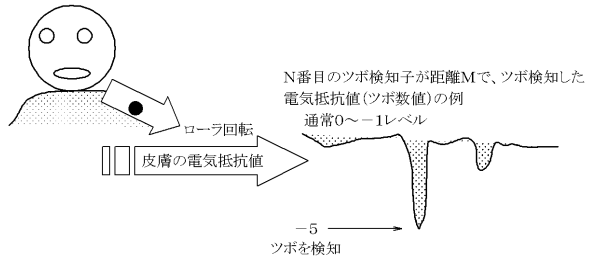 N番目のツボ検知子が距離Mで、ツボ検知した
電気抵抗値(ツボ数値)の例
通常0～−1レベル
ローラ回転
皮膚の電気抵抗値
−5
ツボを検知